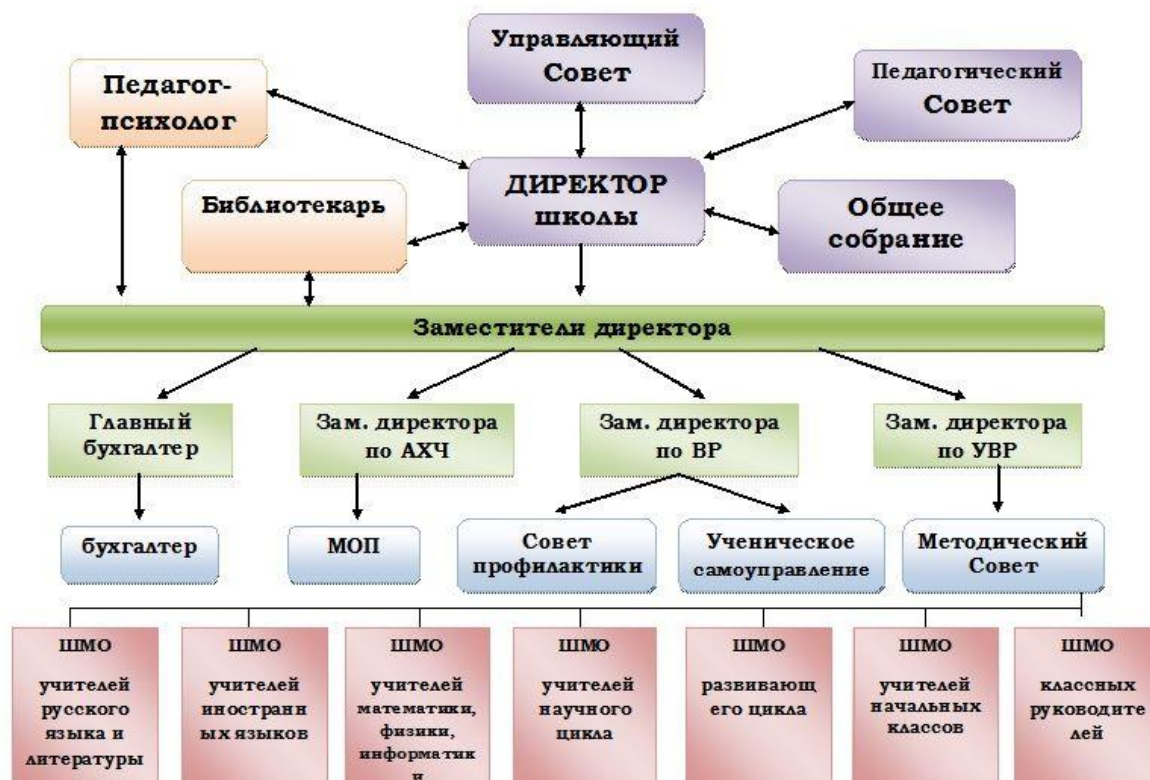 Управляющий
Совет
Педагог-
психолог
Педагогический
Совет
ДИРЕКТОР
школы
Библиотекарь
Общее
собрание
Заместители директора
Главный
бухгалтер
Зам. директора
по АХЧ
Зам. директора
по ВР
Зам. директора
по УВР
бухгалтер
МОП
Совет
профилактики
Ученическое
самоуправление
Методический
Совет
ШМО
учителей
русского
языка и
литературы
ШМО
учителей
иностранн
ых языков
ШМО
учителей
математики,
физики,
информатик
и
ШМО
учителей
научного
цикла
ШМО
развивающ
его цикла
ШМО
учителей
начальных
классов
ШМО
классных
руководите
лей